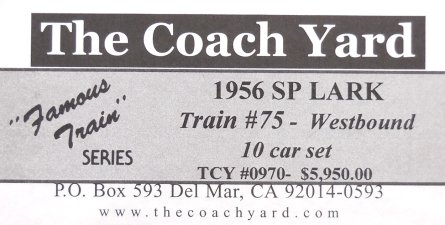 The Coach Yard
"Famous
Train"
SERIES
1956 SP LARK
Train #75 - Westbound
10 car set
TCY #0970- $5,950.00
P.O. Box 593 Del Mar, CA 92014-0593
www.thecoachyard.com